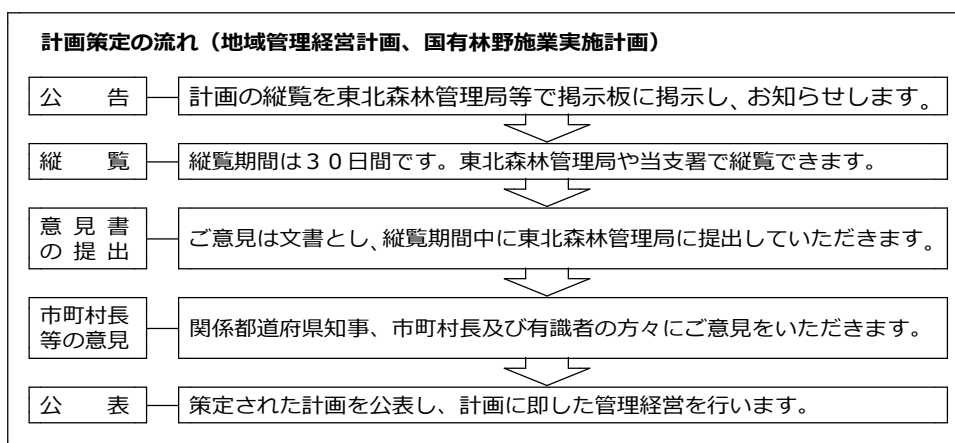 計画策定の流れ（地域管理経営計画、国有林野施業実施計画）
公　　告
計画の縦覧を東北森林管理局等で掲示板に掲示し、お知らせします。
縦　　覧
縦覧期間は３０日間です。東北森林管理局や当支署で縦覧できます。
意 見 書
の 提 出
ご意見は文書とし、縦覧期間中に東北森林管理局に提出していただきます。
市町村長
等の意見
関係都道府県知事、市町村長及び有識者の方々にご意見をいただきます。
公　　表
策定された計画を公表し、計画に即した管理経営を行います。